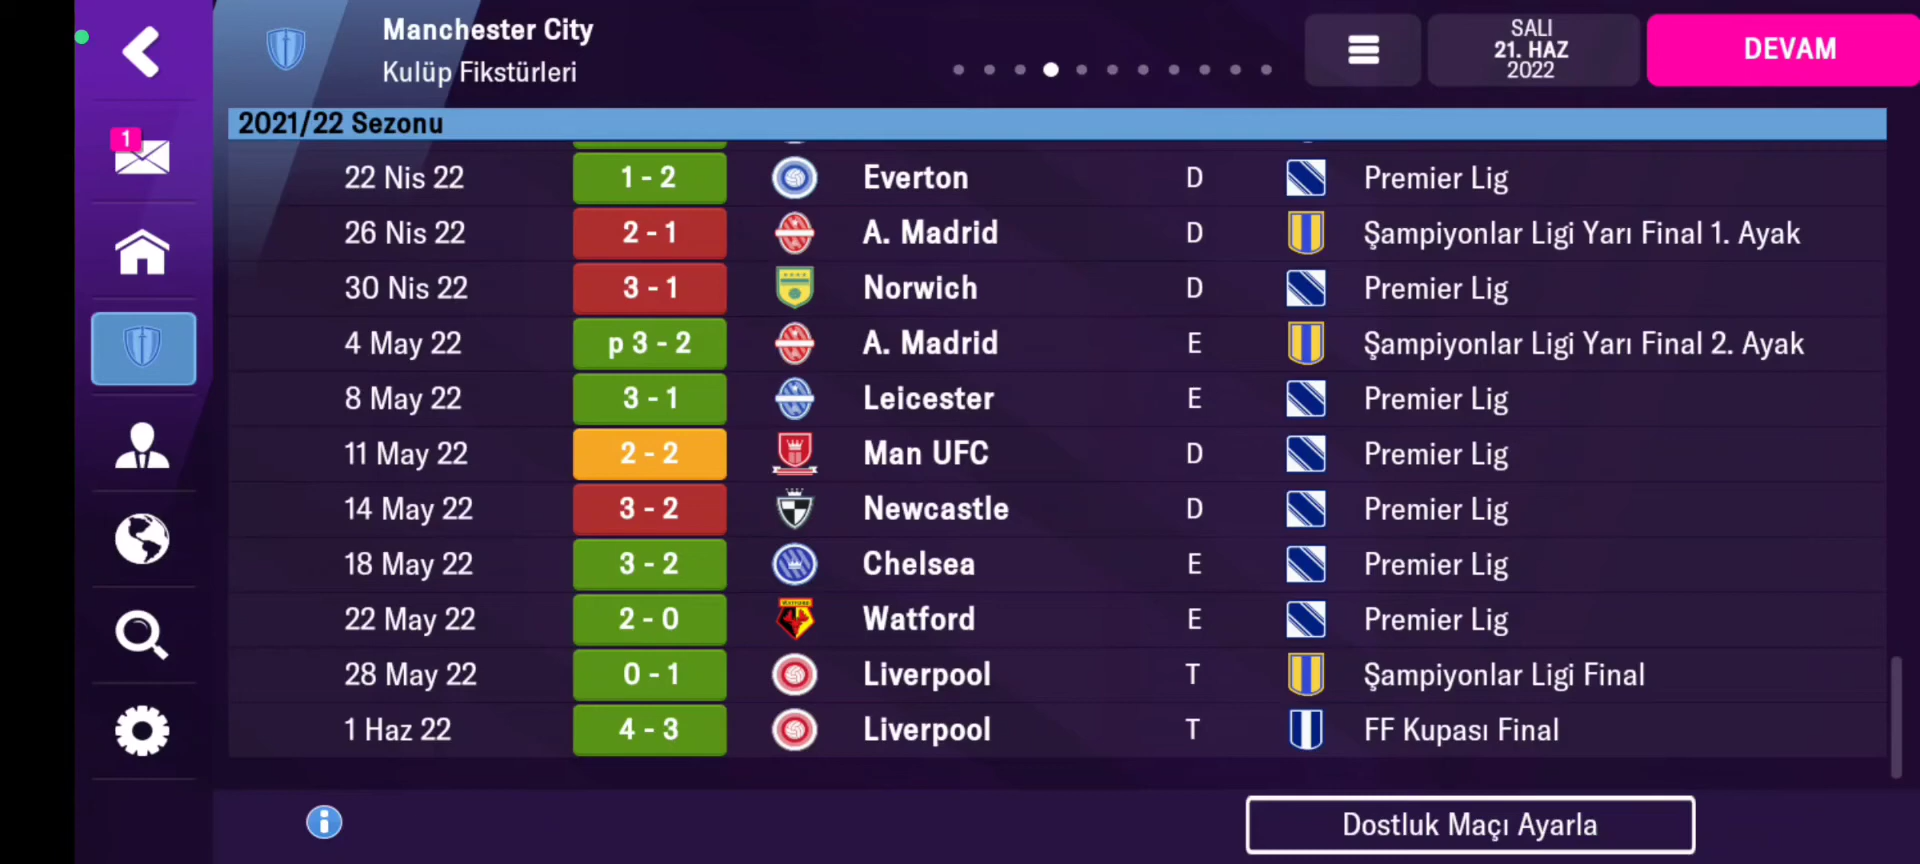 Manchester City
Kulüp Fikstürleri
SALI
21. HAZ
2022
DEVAM
1
2021/22 Sezonu
22 Nis 22 1 - 2 Everton D Premier Lig
26 Nis 22 2 - 1 A. Madrid D Şampiyonlar Ligi Yarı Final 1. Ayak
30 Nis 22 3 - 1 Norwich D Premier Lig
4 May 22 p 3 - 2 A. Madrid E Şampiyonlar Ligi Yarı Final 2. Ayak
8 May 22 3 - 1 Leicester E Premier Lig
11 May 22 2 - 2 Man UFC D Premier Lig
14 May 22 3 - 2 Newcastle D Premier Lig
18 May 22 3 - 2 Chelsea E Premier Lig
22 May 22 2 - 0 Watford E Premier Lig
28 May 22 0 - 1 Liverpool T Şampiyonlar Ligi Final
1 Haz 22 4 - 3 Liverpool T FF Kupası Final
Dostluk Maçı Ayarla